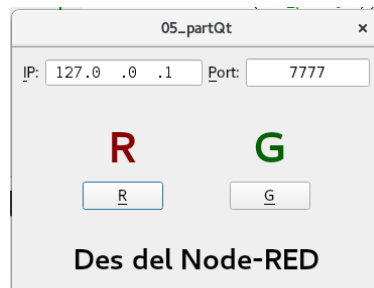 05_partQt ×
IP: 127.0 .0 .1 Port: 7777
R G
R G
Des del Node-RED